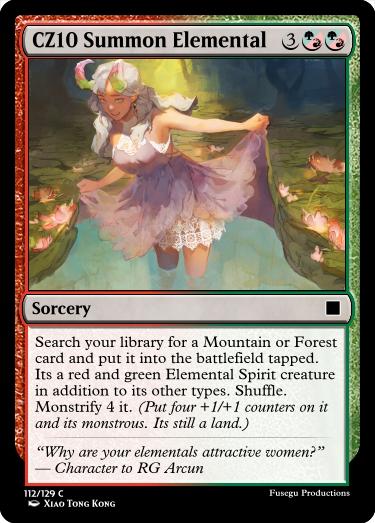 CZ10 Summon Elemental 3
Sorcery
Search your library for a Mountain or Forest
card and put it into the battlefield tapped.
Its a red and green Elemental Spirit creature
in addition to its other types. Shuffle.
Monstrify 4 it. (Put four +1/+1 counters on it
and its monstrous. Its still a land.)
“Why are your elementals attractive women?”
— Character to RG Arcun
112/129 C
Fusegu Productions
Xiao Tong Kong